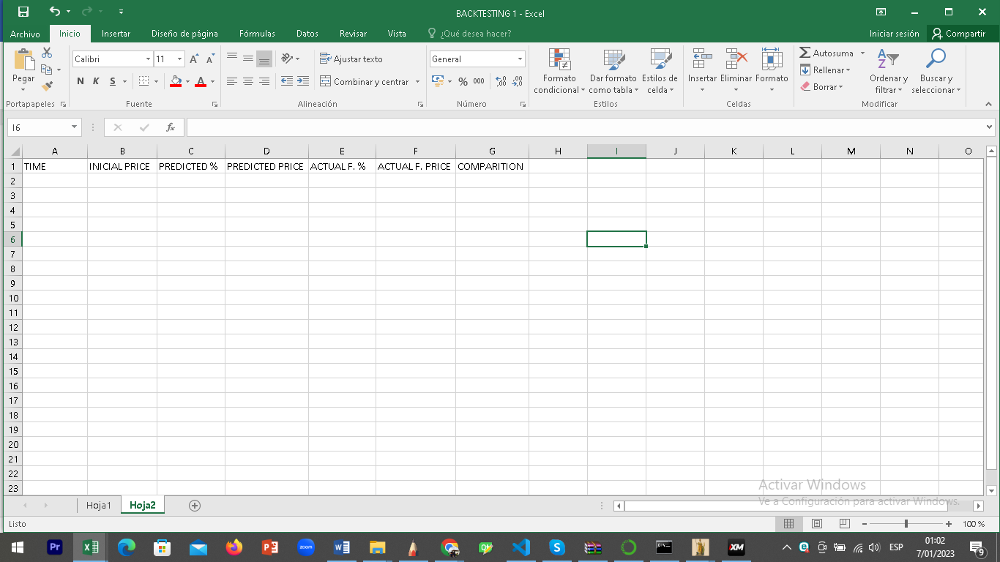 BACKTESTING 1 - Excel
Archivo Inicio Insertar Diseño de página Fórmulas Datos Revisar Vista ¿Qué desea hacer? Iniciar sesión Compartir
Pegar
Calibri 11
N K S
Ajustar texto
Combinar y centrar
General
% 000
Formato condicional
Dar formato como tabla
Estilos de celda
Insertar Eliminar Formato
Autosuma
Rellenar
Borrar
Ordenar y filtrar
Buscar y seleccionar
Portapapeles Fuente Alineación Número Estilos Celdas Modificar
I6 fx
A B C D E F G H I J K L M N O
1 TIME INICIAL PRICE PREDICTED % PREDICTED PRICE ACTUAL F. % ACTUAL F. PRICE COMPARITION
2
3
4
5
6
7
8
9
10
11
12
13
14
15
16
17
18
19
20
21
22
23
Activar Windows
Ve a Configuración para activar Windows.
Hoja1 Hoja2
Listo 100 %
Pr zoom XM ESP 01:02
7/01/2023 9